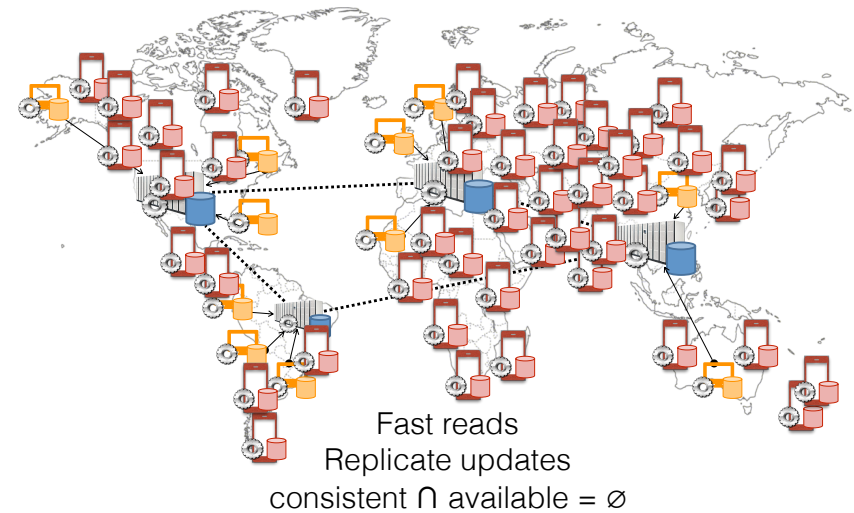 Fast reads
Replicate updates
consistent ∩ available = ∅